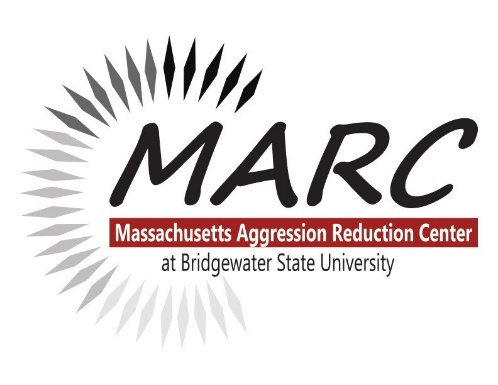 MARC
Massachusetts Aggression Reduction Center
at Bridgewater State University